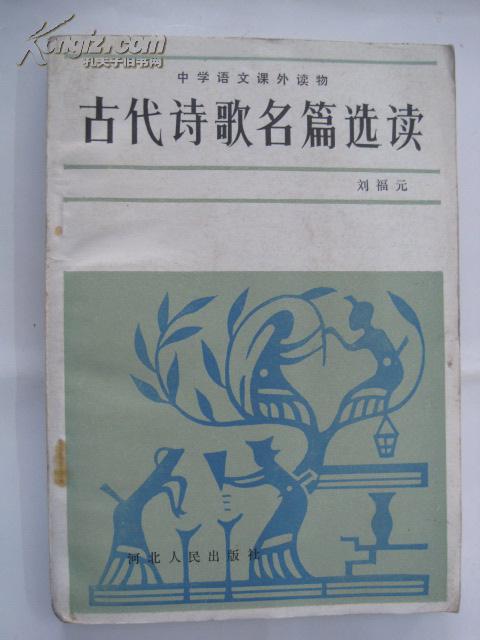 Kongfz.com
孔夫子旧书网
中学语文课外读物
古代诗歌名篇选读
刘福元
河北人民出版社